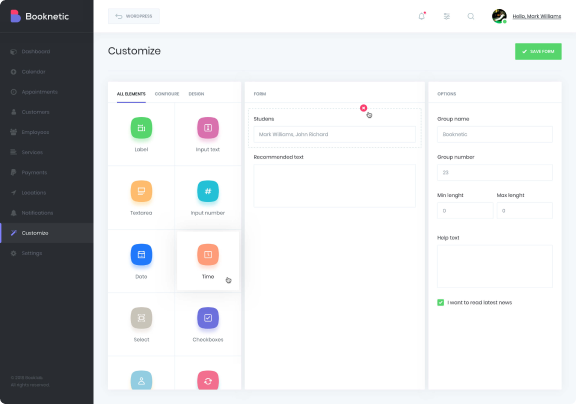 Booknetic
WORDPRESS
Hello, Mark Williams
Dashboard
Calendar
Appointments
Customers
Employees
Services
Payments
Locations
Notifications
Customize
Settings
© 2019 Booknetic
All rights reserved.
Customize
SAVE FORM
ALL ELEMENTS
CONFIGURE
DESIGN
Label
Input text
Textarea
Input number
Date
Time
Select
Checkboxes
FORM
Studens
Mark Williams, John Richard
Recommended text
OPTIONS
Group name
Booknetic
Group number
Min lenght
Max lenght
0
0
Help text
I want to read latest news